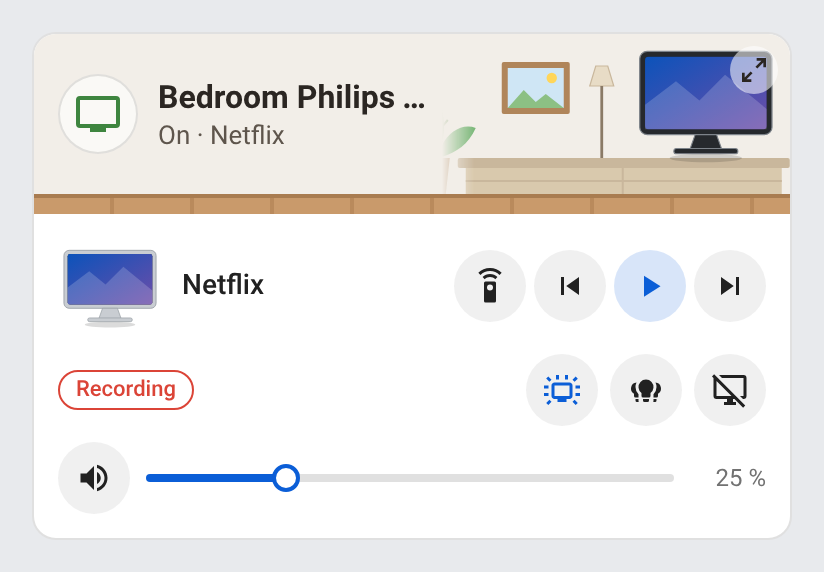 Bedroom Philips …
On · Netflix
Netflix
Recording
25 %